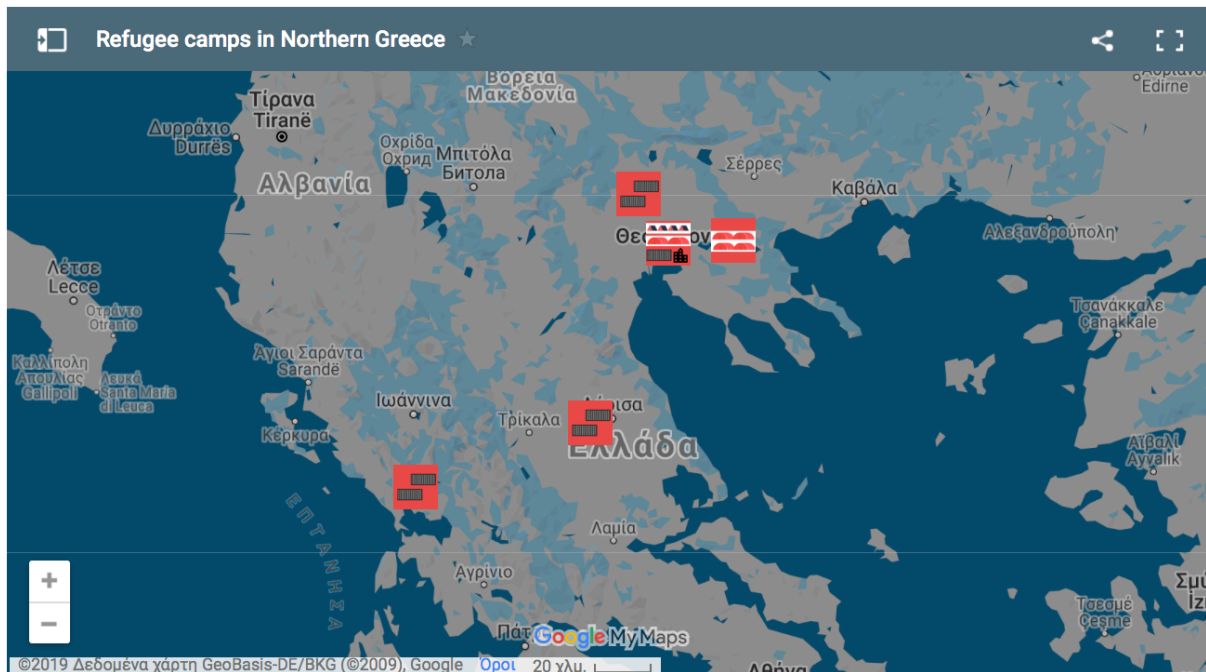 Refugee camps in Northern Greece
Βόρεια
Μακεδονία
Edirne
Τίρανα
Tiranë
Δυρράχιο
Durrës
Οχρίδα
Охрид
Μπιτόλα
Битола
Σέρρες
Αλβανία
Καβάλα
Αλεξανδρούπολη
Λέτσε
Lecce
Οτράντο
Otranto
Τσανάκκαλε
Çanakkale
Καλλίπολη
Απουλίας
Gallipoli
Λευκά
Santa Maria
di Leuca
Άγιοι Σαράντα
Sarandë
Ιωάννινα
Τρίκαλα
Κέρκυρα
Ελλάδα
Αϊβαλί
Ayvalık
ΕΠΤΑΝΗΣΑ
Λαμία
Αγρίνιο
Τσεσμέ
Çeşme
Google My Maps
Αθήνα
©2019 Δεδομένα χάρτη GeoBasis-DE/BKG (©2009), Google Όροι 20 χλμ.